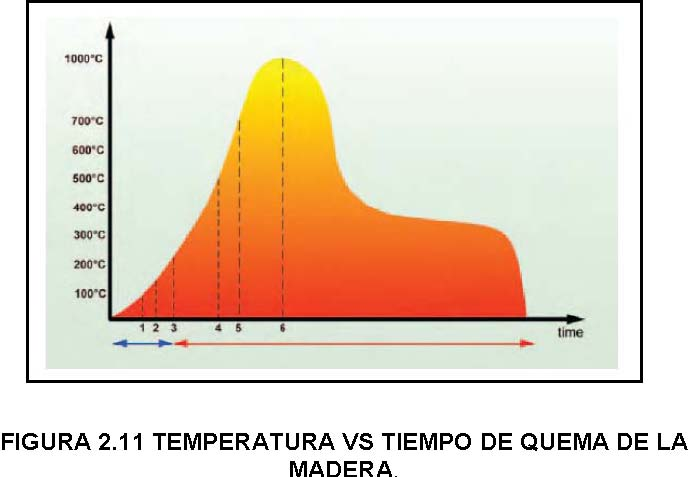 1000°C
700°C
600°C
500°C
400°C
300°C
200°C
100°C
1 2 3 4 5 6
time
FIGURA 2.11 TEMPERATURA VS TIEMPO DE QUEMA DE LA
MADERA.